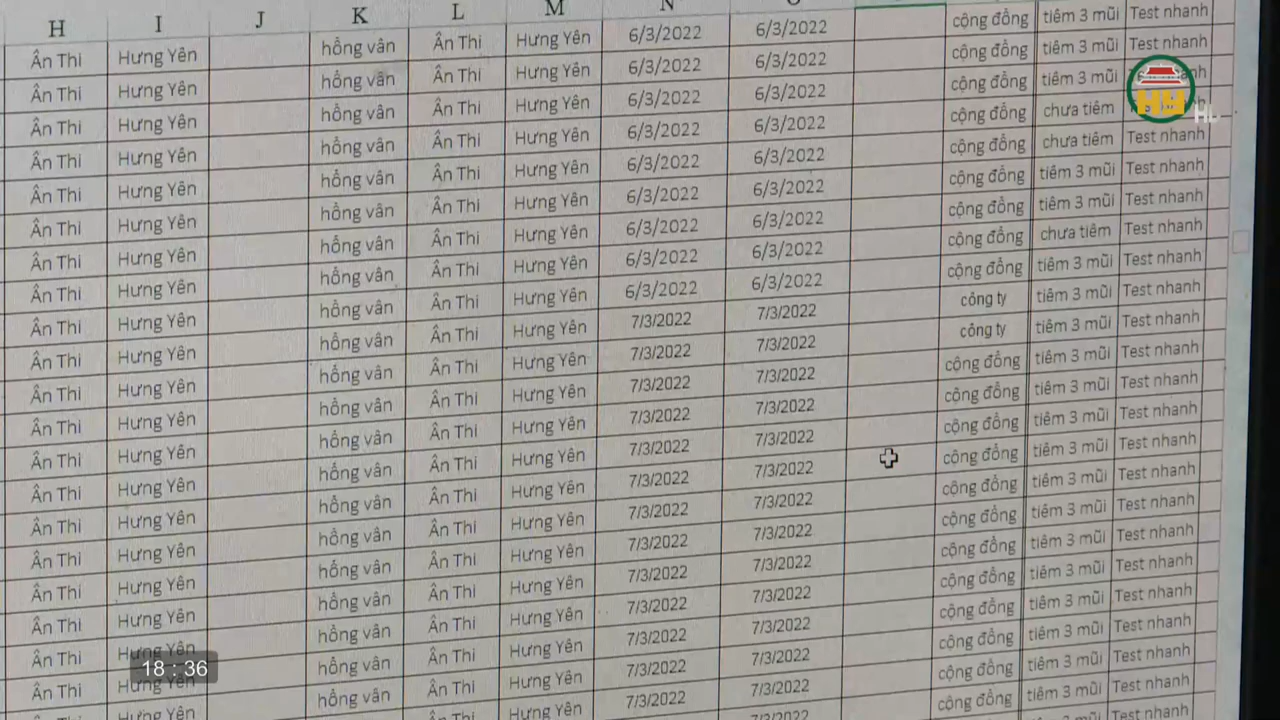 H I J K L M N O
Ân Thi Hưng Yên hồng vân Ân Thi Hưng Yên 6/3/2022 6/3/2022 cộng đồng tiêm 3 mũi Test nhanh
Ân Thi Hưng Yên hồng vân Ân Thi Hưng Yên 6/3/2022 6/3/2022 cộng đồng tiêm 3 mũi Test nhanh
Ân Thi Hưng Yên hồng vân Ân Thi Hưng Yên 6/3/2022 6/3/2022 cộng đồng tiêm 3 mũi
Ân Thi Hưng Yên hồng vân Ân Thi Hưng Yên 6/3/2022 6/3/2022 cộng đồng chưa tiêm
HY HL
Ân Thi Hưng Yên hồng vân Ân Thi Hưng Yên 6/3/2022 6/3/2022 cộng đồng chưa tiêm Test nhanh
Ân Thi Hưng Yên hồng vân Ân Thi Hưng Yên 6/3/2022 6/3/2022 cộng đồng tiêm 3 mũi Test nhanh
Ân Thi Hưng Yên hồng vân Ân Thi Hưng Yên 6/3/2022 6/3/2022 cộng đồng tiêm 3 mũi Test nhanh
Ân Thi Hưng Yên hồng vân Ân Thi Hưng Yên 6/3/2022 6/3/2022 cộng đồng chưa tiêm Test nhanh
Ân Thi Hưng Yên hồng vân Ân Thi Hưng Yên 6/3/2022 6/3/2022 cộng đồng tiêm 3 mũi Test nhanh
Ân Thi Hưng Yên hồng vân Ân Thi Hưng Yên 7/3/2022 7/3/2022 công ty tiêm 3 mũi Test nhanh
Ân Thi Hưng Yên hồng vân Ân Thi Hưng Yên 7/3/2022 7/3/2022 công ty tiêm 3 mũi Test nhanh
Ân Thi Hưng Yên hồng vân Ân Thi Hưng Yên 7/3/2022 7/3/2022 cộng đồng tiêm 3 mũi Test nhanh
Ân Thi Hưng Yên hồng vân Ân Thi Hưng Yên 7/3/2022 7/3/2022 cộng đồng tiêm 3 mũi Test nhanh
Ân Thi Hưng Yên hồng vân Ân Thi Hưng Yên 7/3/2022 7/3/2022 cộng đồng tiêm 3 mũi Test nhanh
Ân Thi Hưng Yên hồng vân Ân Thi Hưng Yên 7/3/2022 7/3/2022 cộng đồng tiêm 3 mũi Test nhanh
Ân Thi Hưng Yên hồng vân Ân Thi Hưng Yên 7/3/2022 7/3/2022 cộng đồng tiêm 3 mũi Test nhanh
Ân Thi Hưng Yên hồng vân Ân Thi Hưng Yên 7/3/2022 7/3/2022 cộng đồng tiêm 3 mũi Test nhanh
Ân Thi Hưng Yên hồng vân Ân Thi Hưng Yên 7/3/2022 7/3/2022 cộng đồng tiêm 3 mũi Test nhanh
Ân Thi Hưng Yên hồng vân Ân Thi Hưng Yên 7/3/2022 7/3/2022 cộng đồng tiêm 3 mũi Test nhanh
Ân Thi Hưng Yên hồng vân Ân Thi Hưng Yên 7/3/2022 7/3/2022 cộng đồng tiêm 3 mũi Test nhanh
18 : 36
Hưng Yên hồng vân Ân Thi Hưng Yên 7/3/2022 7/3/2022 cộng đồng tiêm 3 mũi Test nhanh
Ân Thi Hưng Yên 7/3/2022 7/3/2022 cộng đồng tiêm 3 mũi Test nhanh
7/3/2022 cộng đồng tiêm 3 mũi Test nhanh